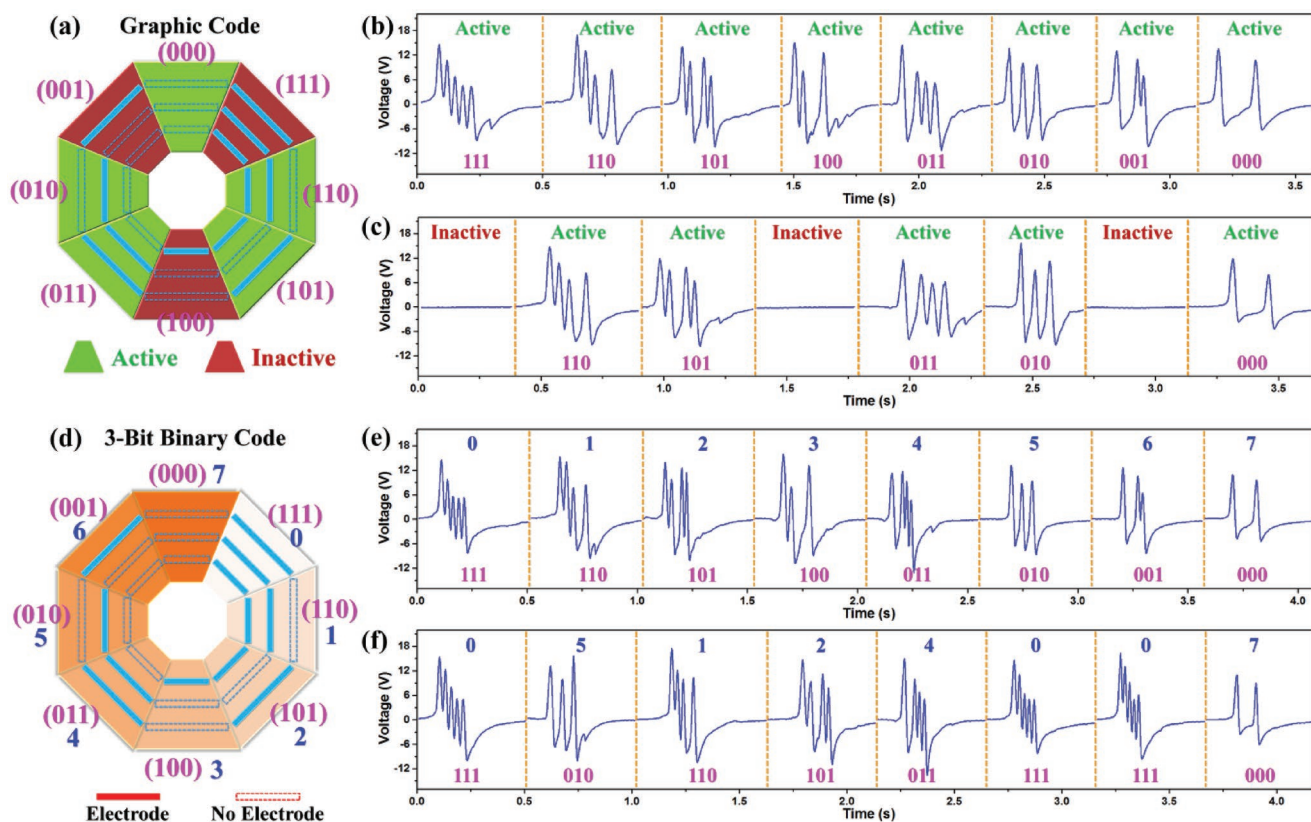 (a)
Graphic Code
(000)
(001)
(111)
(010)
(110)
(011)
(101)
(100)
Active
Inactive
(b)
Active Active Active Active Active Active Active Active
18
12
6
0
-6
-12
Voltage (V)
111 110 101 100 011 010 001 000
0.0 0.5 1.0 1.5 2.0 2.5 3.0 3.5
Time (s)
(c)
Inactive Active Active Inactive Active Active Inactive Active
18
12
6
0
-6
-12
Voltage (V)
110 101 011 010 000
0.0 0.5 1.0 1.5 2.0 2.5 3.0 3.5
Time (s)
(d)
3-Bit Binary Code
(000) 7
(001)
6
(111)
0
(010)
5
(110)
1
(011)
4
(101)
2
(100) 3
Electrode
No Electrode
(e)
0 1 2 3 4 5 6 7
18
12
6
0
-6
-12
Voltage (V)
111 110 101 100 011 010 001 000
0.0 0.5 1.0 1.5 2.0 2.5 3.0 3.5 4.0
Time (s)
(f)
0 5 1 2 4 0 0 7
18
12
6
0
-6
-12
Voltage (V)
111 010 110 101 011 111 111 000
0.0 0.5 1.0 1.5 2.0 2.5 3.0 3.5 4.0
Time (s)